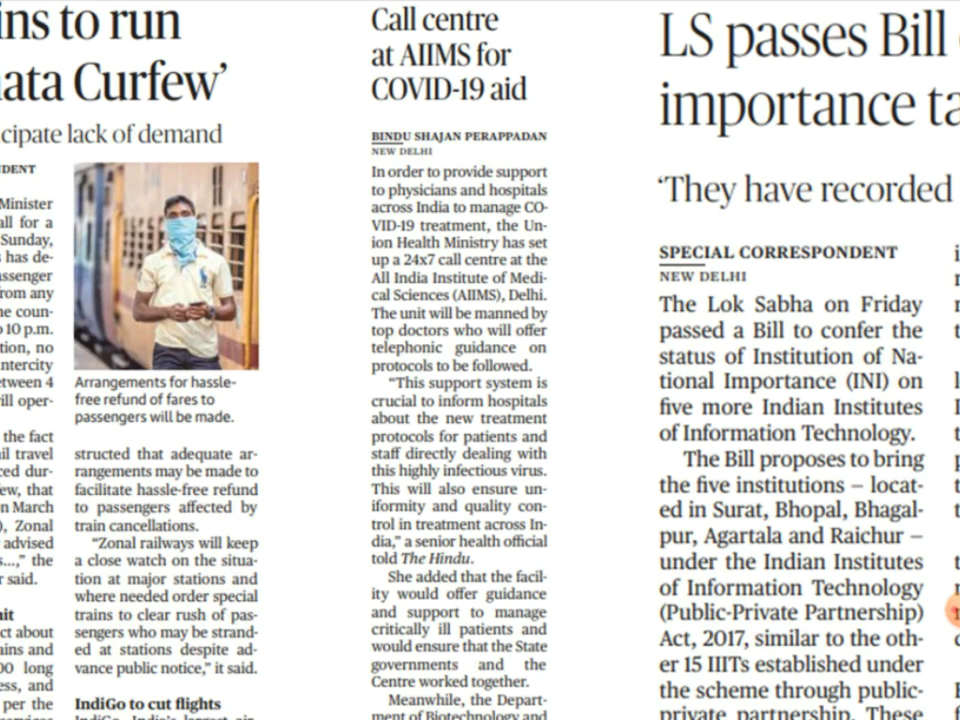 ins to run
ata Curfew’
cipate lack of demand
NDENT
Minister
all for a
Sunday,
s has de-
assenger
from any
he coun-
o 10 p.m.
tion, no
ntercity
etween 4
ill oper-
the fact
il travel
ced dur-
ew, that
n March
), Zonal
advised
s...,” the
r said.
nit
ct about
ains and
00 long
ess, and
per the
Arrangements for hassle-
free refund of fares to
passengers will be made.
structed that adequate ar-
rangements may be made to
facilitate hassle-free refund
to passengers affected by
train cancellations.
“Zonal railways will keep
a close watch on the situa-
tion at major stations and
where needed order special
trains to clear rush of pas-
sengers who may be strand-
ed at stations despite ad-
vance public notice,” it said.
IndiGo to cut flights
Call centre
at AIIMS for
COVID-19 aid
BINDU SHAJAN PERAPPADAN
NEW DELHI
In order to provide support
to physicians and hospitals
across India to manage CO-
VID-19 treatment, the Un-
ion Health Ministry has set
up a 24x7 call centre at the
All India Institute of Medi-
cal Sciences (AIIMS), Delhi.
The unit will be manned by
top doctors who will offer
telephonic guidance on
protocols to be followed.
“This support system is
crucial to inform hospitals
about the new treatment
protocols for patients and
staff directly dealing with
this highly infectious virus.
This will also ensure un-
iformity and quality con-
trol in treatment across In-
dia,” a senior health official
told The Hindu.
She added that the facil-
ity would offer guidance
and support to manage
critically ill patients and
would ensure that the State
governments and the
Centre worked together.
Meanwhile, the Depart-
ment of Biotechnology and
LS passes Bill
importance ta
‘They have recorded
SPECIAL CORRESPONDENT
NEW DELHI
The Lok Sabha on Friday
passed a Bill to confer the
status of Institution of Na-
tional Importance (INI) on
five more Indian Institutes
of Information Technology.
The Bill proposes to bring
the five institutions – locat-
ed in Surat, Bhopal, Bhagal-
pur, Agartala and Raichur –
under the Indian Institutes
of Information Technology
(Public-Private Partnership)
Act, 2017, similar to the oth-
er 15 IIITs established under
the scheme through public-
private partnership. These